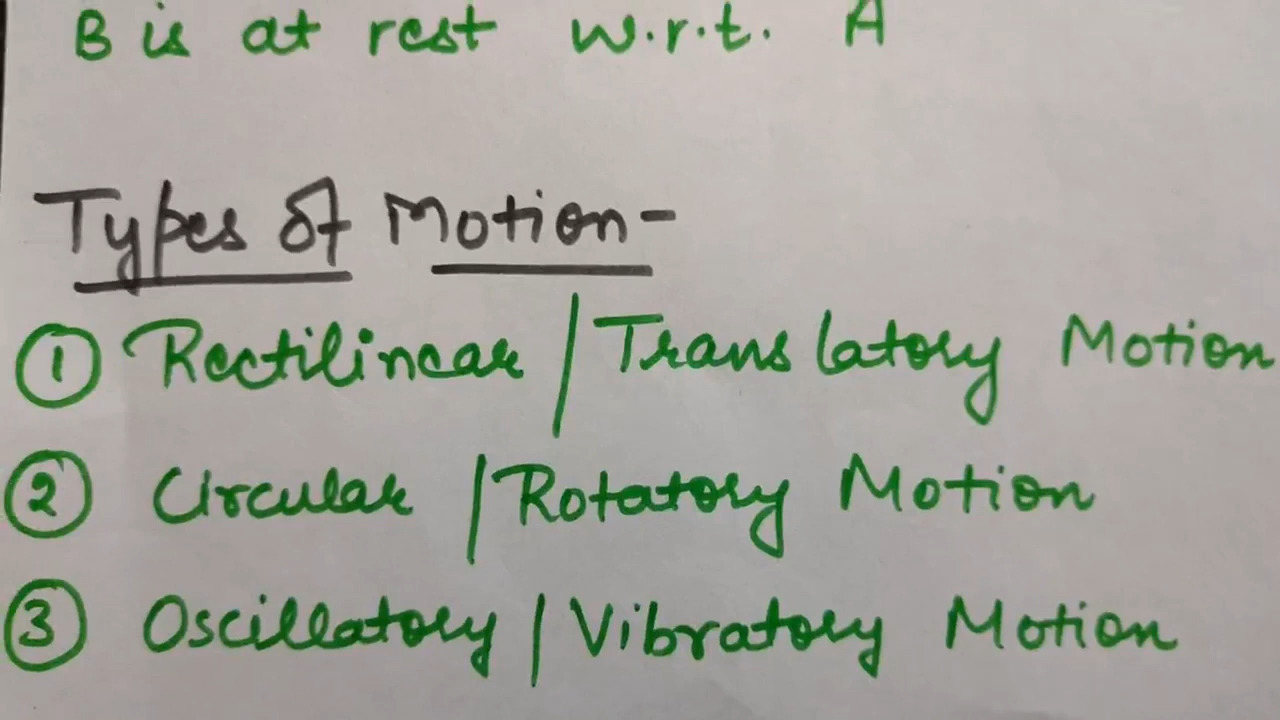 B is at rest w.r.t. A
Types of Motion-
① Rectilinear / Translatory Motion
② Circular / Rotatory Motion
③ Oscillatory / Vibratory Motion